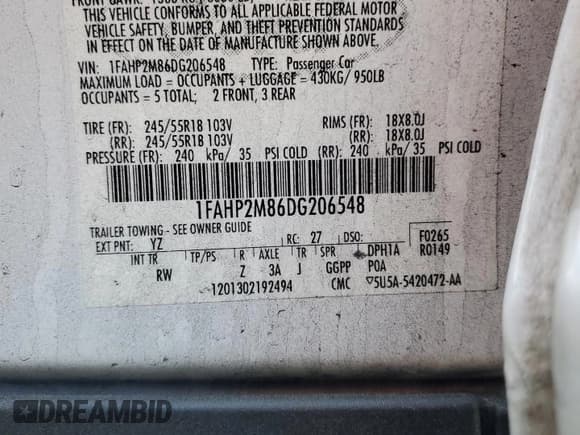 THIS VEHICLE CONFORMS TO ALL APPLICABLE FEDERAL MOTOR
VEHICLE SAFETY, BUMPER, AND THEFT PREVENTION STANDARDS
IN EFFECT ON THE DATE OF MANUFACTURE SHOWN ABOVE.
VIN: 1FAHP2M86DG206548 TYPE: Passenger Car
MAXIMUM LOAD = OCCUPANTS + LUGGAGE = 430KG/ 950LB
OCCUPANTS = 5 TOTAL; 2 FRONT, 3 REAR
TIRE (FR): 245/55R18 103V RIMS (FR): 18X8.0J
(RR): 245/55R18 103V (RR): 18X8.0J
PRESSURE (FR): 240 kPa/ 35 PSI COLD (RR): 240 kPa/ 35 PSI COLD
1FAHP2M86DG206548
TRAILER TOWING - SEE OWNER GUIDE
EXT PNT: YZ RC: 27 DSO: F0265
INT TR TP/PS R AXLE TR SPR DPH1A R0149
RW Z 3A J GGPP POA
1201302192494 CMC ▽5U5A-5420472-AA
DREAMBID